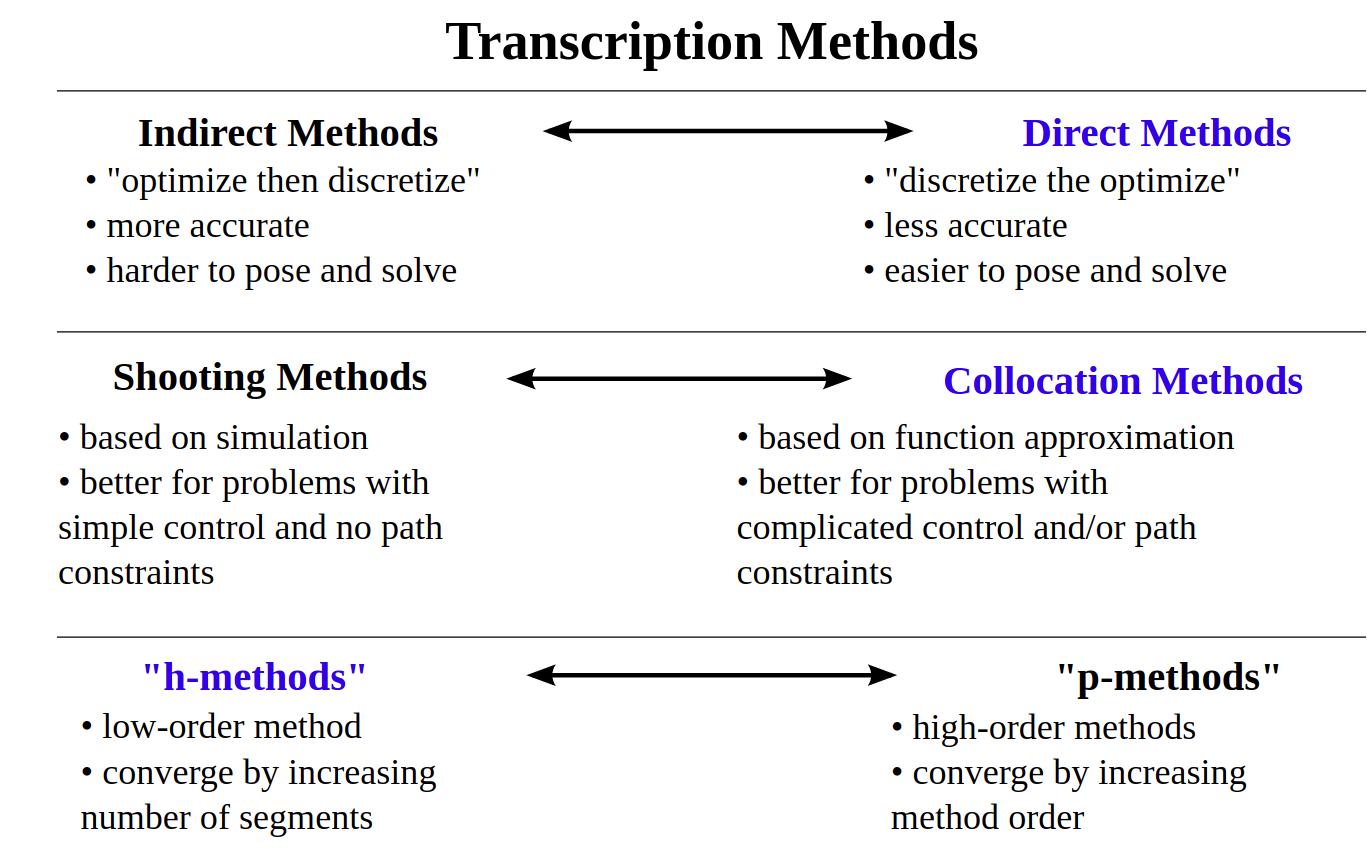 Transcription Methods
Indirect Methods
• "optimize then discretize"
• more accurate
• harder to pose and solve
Direct Methods
• "discretize the optimize"
• less accurate
• easier to pose and solve
Shooting Methods
• based on simulation
• better for problems with
simple control and no path
constraints
Collocation Methods
• based on function approximation
• better for problems with
complicated control and/or path
constraints
"h-methods"
• low-order method
• converge by increasing
number of segments
"p-methods"
• high-order methods
• converge by increasing
method order